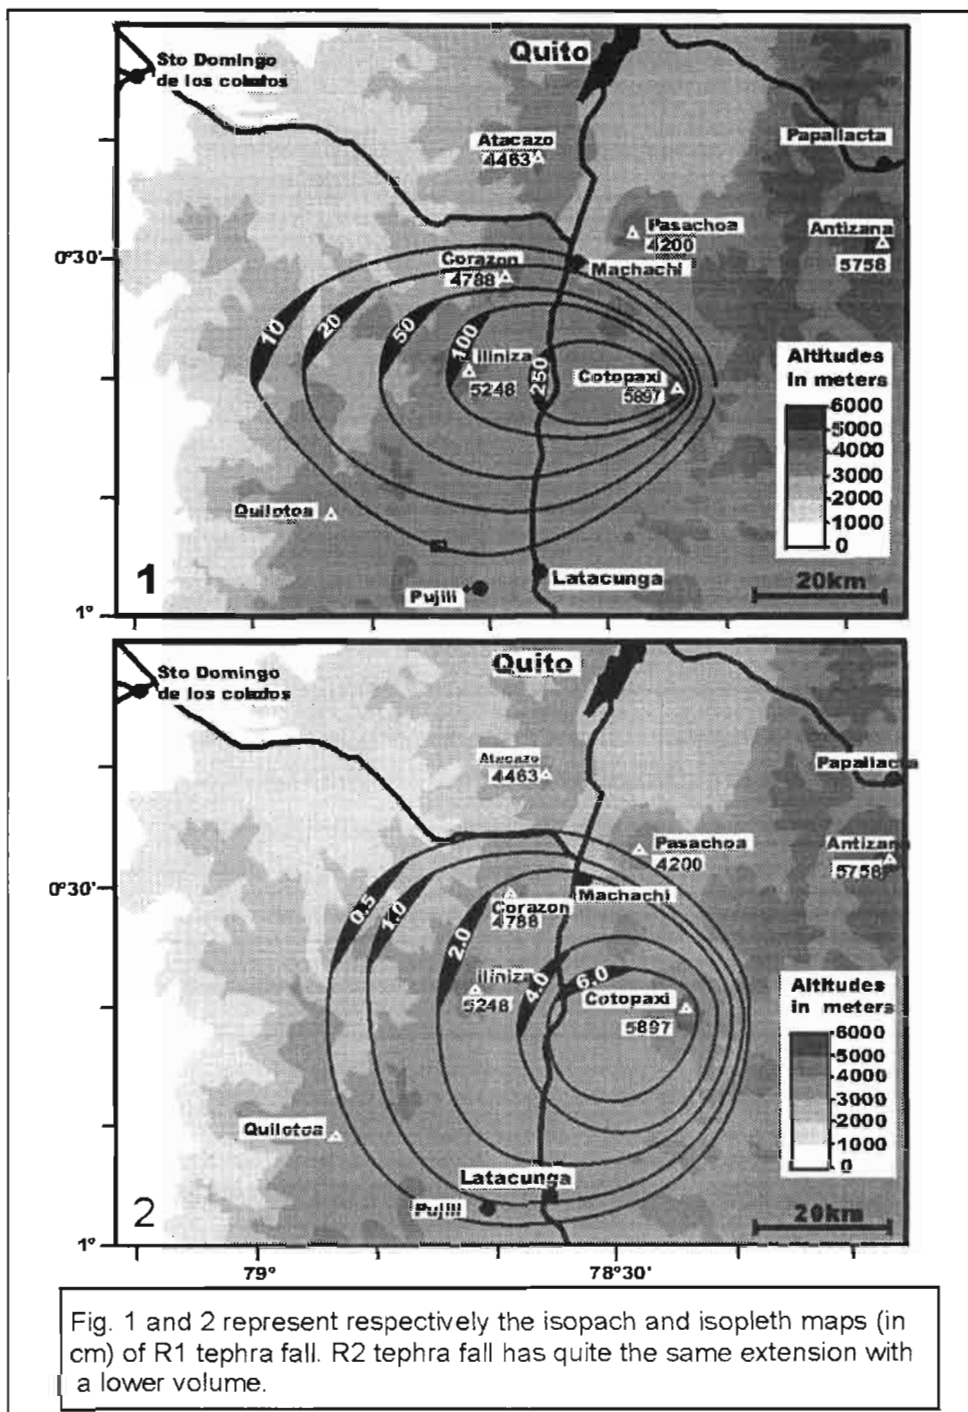 Quito
Sto Domingo
de los colorados
Atacazo
4463
Papallacta
Pasachoa
4200
Antizana
5758
0°30'
Corazon
4788
Machachi
10
20
50
100
250
iliniza
5248
Cotopaxi
5897
Altitudes
In meters
6000
5000
4000
3000
2000
1000
0
Quilotoa
1
Latacunga
Pujili
20km
1°
Quito
Sto Domingo
de los colorados
Atacazo
4463
Papallacta
Pasachoa
4200
Antizana
5758
0°30'
Machachi
Corazon
4788
0.5
1.0
2.0
4.0
6.0
iliniza
5248
Cotopaxi
5897
Altitudes
in meters
6000
5000
4000
3000
2000
1000
0
Quilotoa
Latacunga
Pujili
2
20km
1°
79°
78°30'
Fig. 1 and 2 represent respectively the isopach and isopleth maps (in
cm) of R1 tephra fall. R2 tephra fall has quite the same extension with
a lower volume.